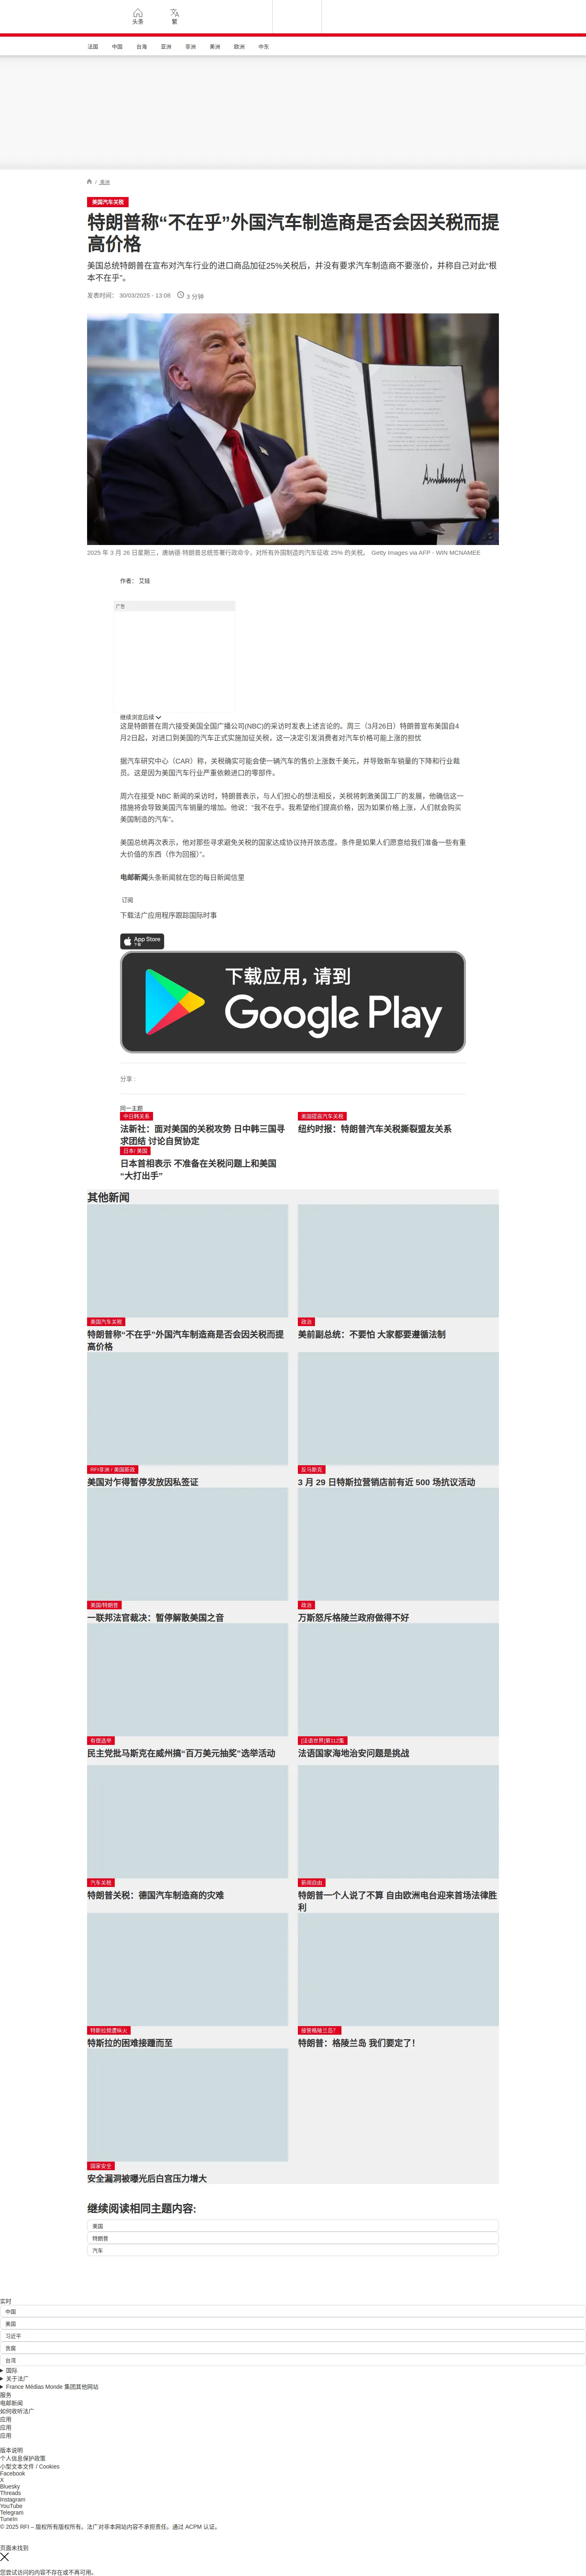 头条
繁
法国
中国
台海
亚洲
非洲
美洲
欧洲
中东
/ 美洲
美国汽车关税
特朗普称“不在乎”外国汽车制造商是否会因关税而提
高价格
美国总统特朗普在宣布对汽车行业的进口商品加征25%关税后，并没有要求汽车制造商不要涨价，并称自己对此“根
本不在乎”。
发表时间： 30/03/2025 - 13:08
3 分钟
2025 年 3 月 26 日星期三，唐纳德·特朗普总统签署行政命令，对所有外国制造的汽车征收 25% 的关税。 Getty Images via AFP - WIN MCNAMEE
作者： 艾娃
广告
继续浏览后续
这是特朗普在周六接受美国全国广播公司(NBC)的采访时发表上述言论的。周三（3月26日）特朗普宣布美国自4
月2日起，对进口到美国的汽车正式实施加征关税，这一决定引发消费者对汽车价格可能上涨的担忧
据汽车研究中心（CAR）称，关税确实可能会使一辆汽车的售价上涨数千美元，并导致新车销量的下降和行业裁
员。这是因为美国汽车行业严重依赖进口的零部件。
周六在接受 NBC 新闻的采访时，特朗普表示，与人们担心的想法相反，关税将刺激美国工厂的发展，他确信这一
措施将会导致美国汽车销量的增加。他说：“我不在乎。我希望他们提高价格，因为如果价格上涨，人们就会购买
美国制造的汽车”。
美国总统再次表示，他对那些寻求避免关税的国家达成协议持开放态度。条件是如果人们愿意给我们准备一些有重
大价值的东西（作为回报）”。
电邮新闻头条新闻就在您的每日新闻信里
订阅
下载法广应用程序跟踪国际时事
App Store
下载
下载应用，请到
Google Play
分享 :
同一主题
中日韩关系
法新社：面对美国的关税攻势 日中韩三国寻
求团结 讨论自贸协定
美国提高汽车关税
纽约时报：特朗普汽车关税撕裂盟友关系
日本/ 美国
日本首相表示 不准备在关税问题上和美国
“大打出手”
其他新闻
美国汽车关税
特朗普称“不在乎”外国汽车制造商是否会因关税而提
高价格
政治
美前副总统：不要怕 大家都要遵循法制
RFI非洲 / 美国新政
美国对乍得暂停发放因私签证
反马斯克
3 月 29 日特斯拉营销店前有近 500 场抗议活动
美国/特朗普
一联邦法官裁决：暂停解散美国之音
政治
万斯怒斥格陵兰政府做得不好
有偿选举
民主党批马斯克在威州搞“百万美元抽奖”选举活动
[法语世界]第112集
法语国家海地治安问题是挑战
汽车关税
特朗普关税：德国汽车制造商的灾难
新闻自由
特朗普一个人说了不算 自由欧洲电台迎来首场法律胜
利
特斯拉频遭纵火
特斯拉的困难接踵而至
接管格陵兰岛?
特朗普：格陵兰岛 我们要定了!
国家安全
安全漏洞被曝光后白宫压力增大
继续阅读相同主题内容:
美国
特朗普
汽车
实时
中国
美国
习近平
贪腐
台湾
国际
关于法广
France Médias Monde 集团其他网站
服务
电邮新闻
如何收听法广
应用
应用
应用
版本说明
个人信息保护政策
小型文本文件 / Cookies
Facebook
X
Bluesky
Threads
Instagram
YouTube
Telegram
TuneIn
© 2025 RFI – 版权所有版权所有。法广对非本网站内容不承担责任。通过 ACPM 认证。
页面未找到
您尝试访问的内容不存在或不再可用。